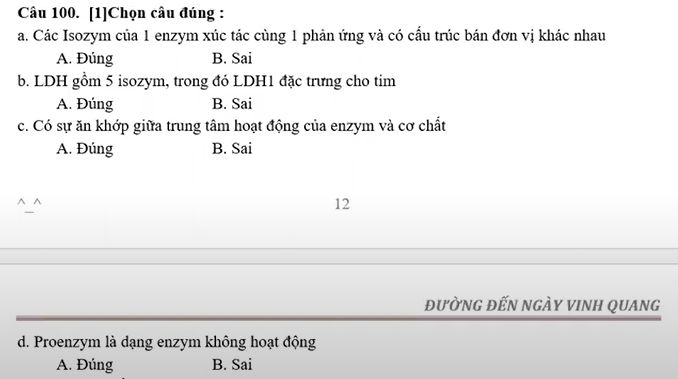 Câu 100. [1]Chọn câu đúng :
a. Các Isozym của 1 enzym xúc tác cùng 1 phản ứng và có cấu trúc bán đơn vị khác nhau
A. Đúng B. Sai
b. LDH gồm 5 isozym, trong đó LDH1 đặc trưng cho tim
A. Đúng B. Sai
c. Có sự ăn khớp giữa trung tâm hoạt động của enzym và cơ chất
A. Đúng B. Sai
^_^ 12
ĐƯỜNG ĐẾN NGÀY VINH QUANG
d. Proenzym là dạng enzym không hoạt động
A. Đúng B. Sai